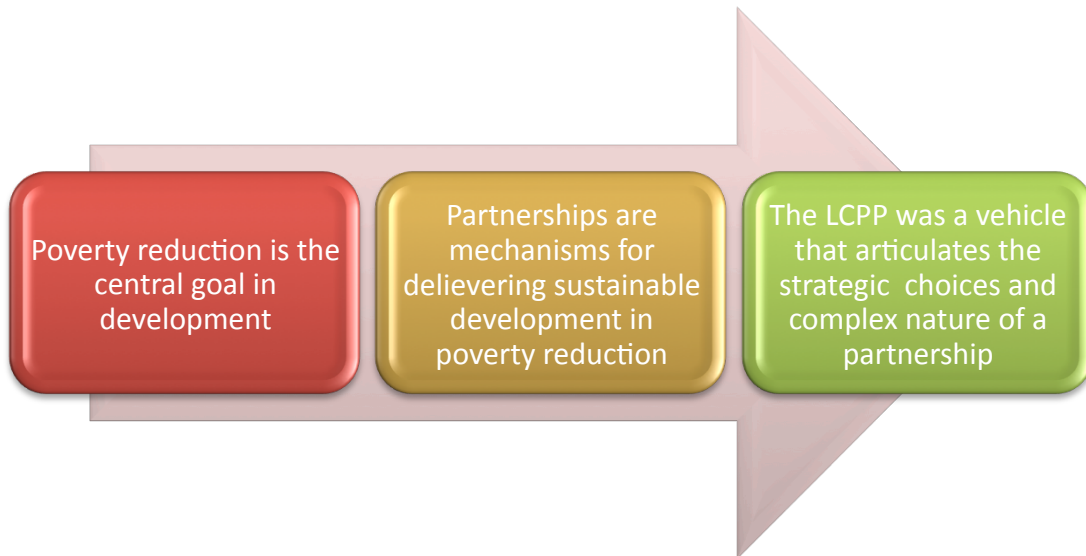 Poverty reduction is the
central goal in
development
Partnerships are
mechanisms for
delievering sustainable
development in
poverty reduction
The LCPP was a vehicle
that articulates the
strategic  choices and
complex nature of a
partnership